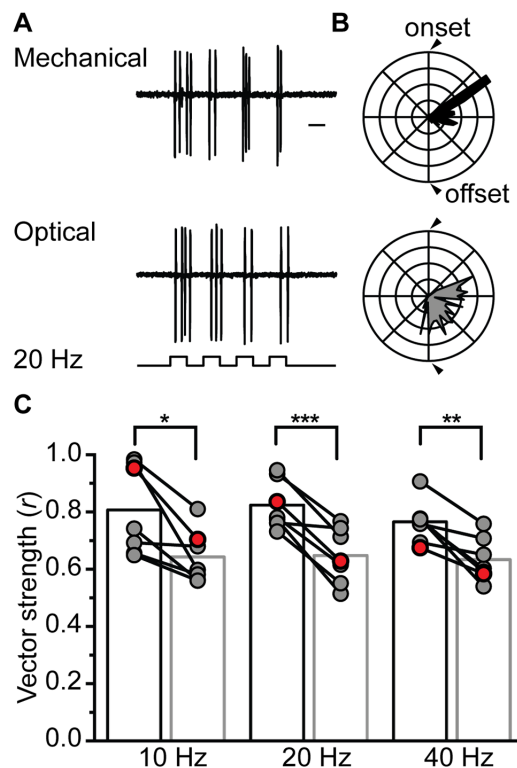 A
B
Mechanical
onset
offset
Optical
20 Hz
C
* *** **
Vector strength (r)
1.0
0.8
0.6
0.4
0.2
0.0
10 Hz 20 Hz 40 Hz